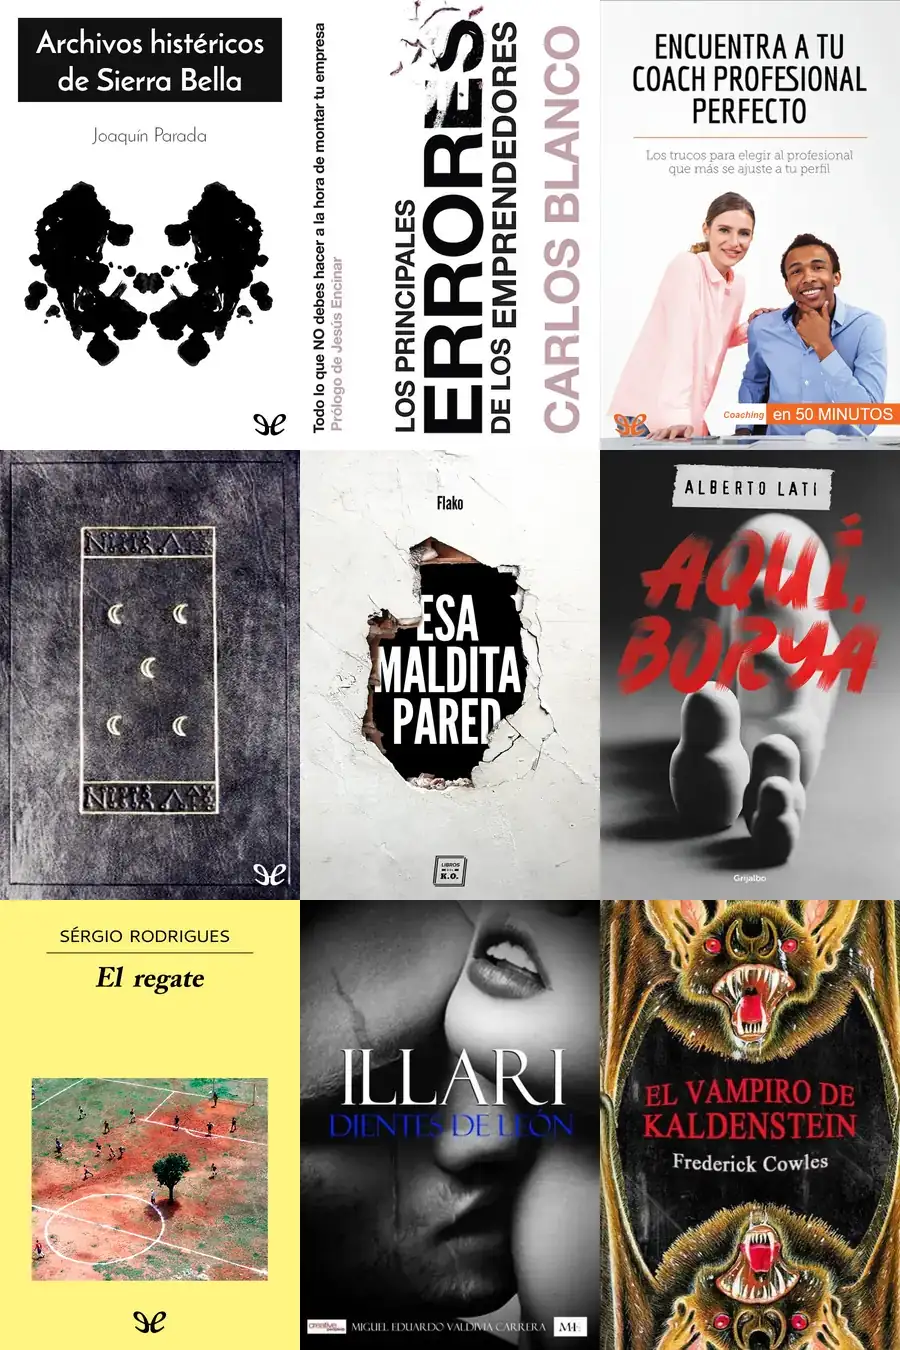 Archivos histéricos
de Sierra Bella
Joaquín Parada
Todo lo que NO debes hacer a la hora de montar tu empresa
Prólogo de Jesús Encinar
LOS PRINCIPALES
ERRORES
DE LOS EMPRENDEDORES
CARLOS BLANCO
ENCUENTRA A TU
COACH PROFESIONAL
PERFECTO
Los trucos para elegir al profesional
que más se ajuste a tu perfil
Coaching en 50 MINUTOS
Flako
ESA
MALDITA
PARED
LIBROS
DEL
K.O.
ALBERTO LATI
AQUÍ,
BORYA
Grijalbo
SÉRGIO RODRIGUES
El regate
ILLARI
DIENTES DE LEÓN
MIGUEL EDUARDO VALDIVIA CARRERA
EL VAMPIRO DE
KALDENSTEIN
Frederick Cowles